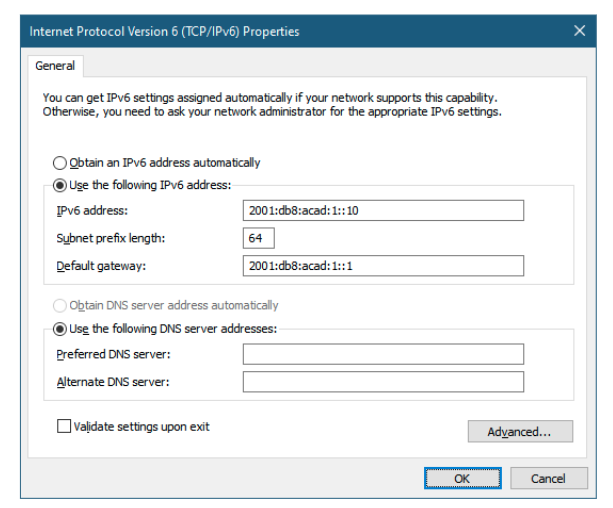 Internet Protocol Version 6 (TCP/IPv6) Properties
General
You can get IPv6 settings assigned automatically if your network supports this capability.
Otherwise, you need to ask your network administrator for the appropriate IPv6 settings.
Obtain an IPv6 address automatically
Use the following IPv6 address:
IPv6 address: 2001:db8:acad:1::10
Subnet prefix length: 64
Default gateway: 2001:db8:acad:1::1
Obtain DNS server address automatically
Use the following DNS server addresses:
Preferred DNS server:
Alternate DNS server:
Validate settings upon exit
Advanced...
OK Cancel